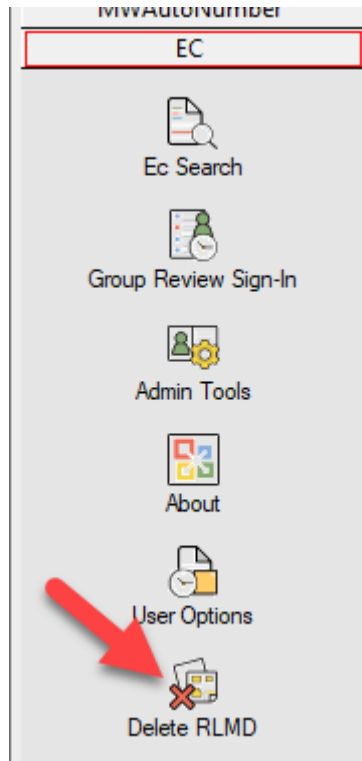 MWAutoNumber
EC
Ec Search
Group Review Sign-In
Admin Tools
About
User Options
Delete RLMD